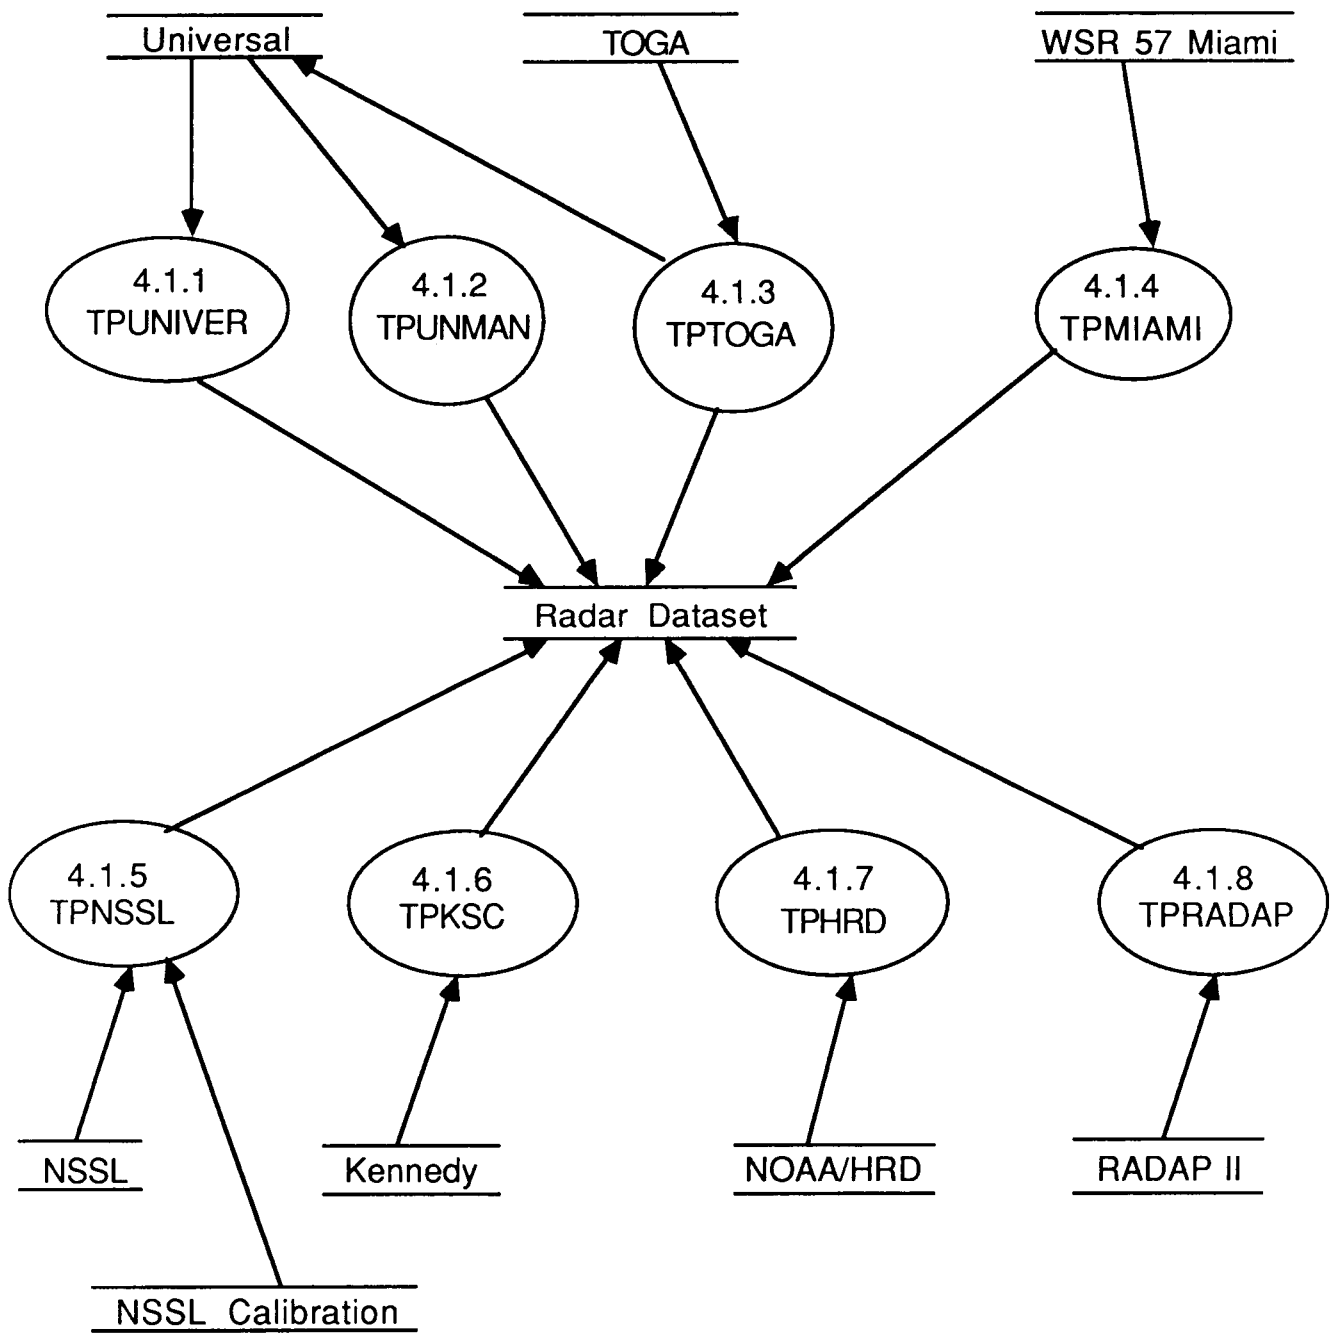 Universal
TOGA
WSR 57 Miami
4.1.1
TPUNIVER
4.1.2
TPUNMAN
4.1.3
TPTOGA
4.1.4
TPMIAMI
Radar Dataset
4.1.5
TPNSSL
4.1.6
TPKSC
4.1.7
TPHRD
4.1.8
TPRADAP
NSSL
Kennedy
NOAA/HRD
RADAP II
NSSL Calibration